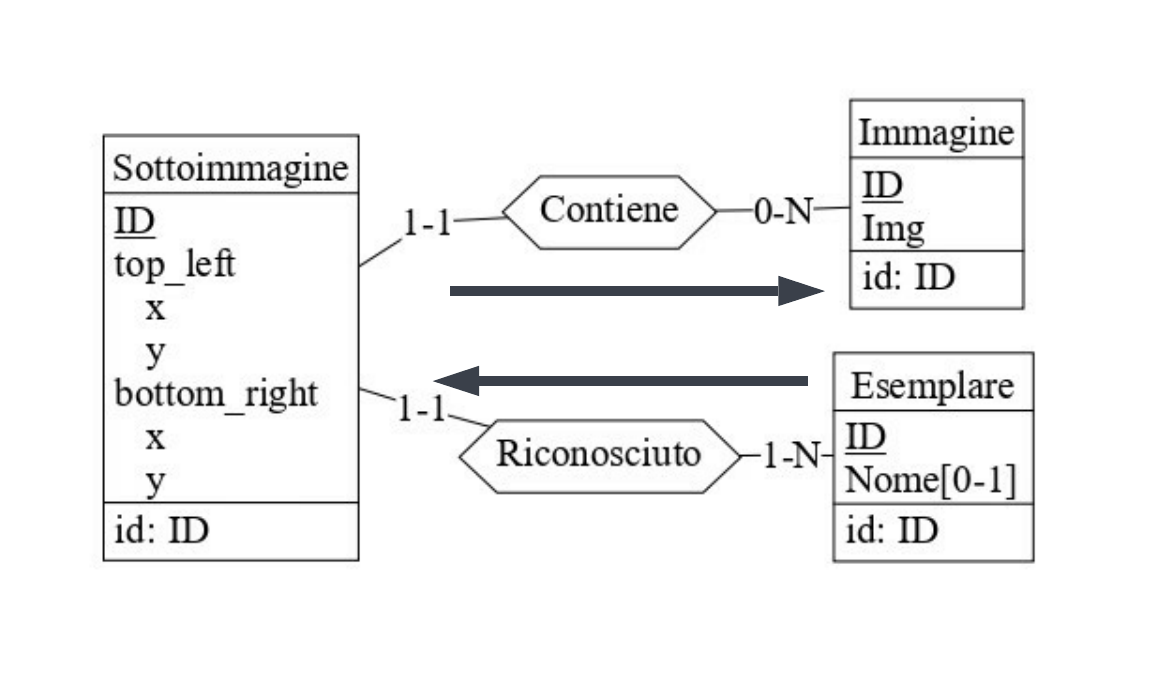 Sottoimmagine
ID
top_left
x
y
bottom_right
x
y
id: ID
1-1
Contiene
0-N
Immagine
ID
Img
id: ID
1-1
Riconosciuto
1-N
Esemplare
ID
Nome[0-1]
id: ID